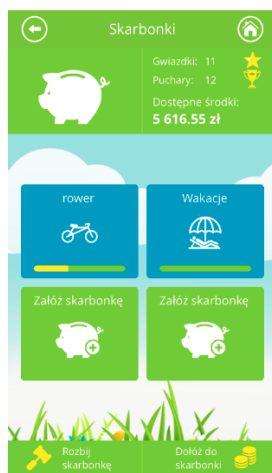 Skarbonki
Gwiazdki: 11
Puchary: 12
Dostępne środki:
5 616.55 zł
rower
Wakacje
Załóż skarbonkę
Załóż skarbonkę
Rozbij
skarbonkę
Dołóż do
skarbonki